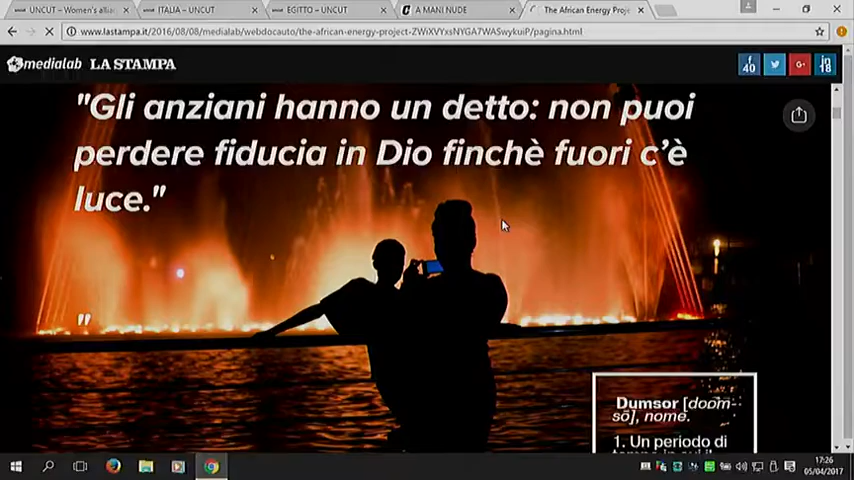 UNCUT – Women's allia
ITALIA – UNCUT
EGITTO – UNCUT
A MANI NUDE
The African Energy Proje
www.lastampa.it/2016/08/08/medialab/webdocauto/the-african-energy-project-ZWiXVYxsNYGA7WASwykuiP/pagina.html
medialab LA STAMPA
f 40
G+
in 18
"Gli anziani hanno un detto: non puoi
perdere fiducia in Dio finchè fuori c'è
luce."
"
Dumsor [doom-
sō], nome.
1. Un periodo di
17:26
05/04/2017